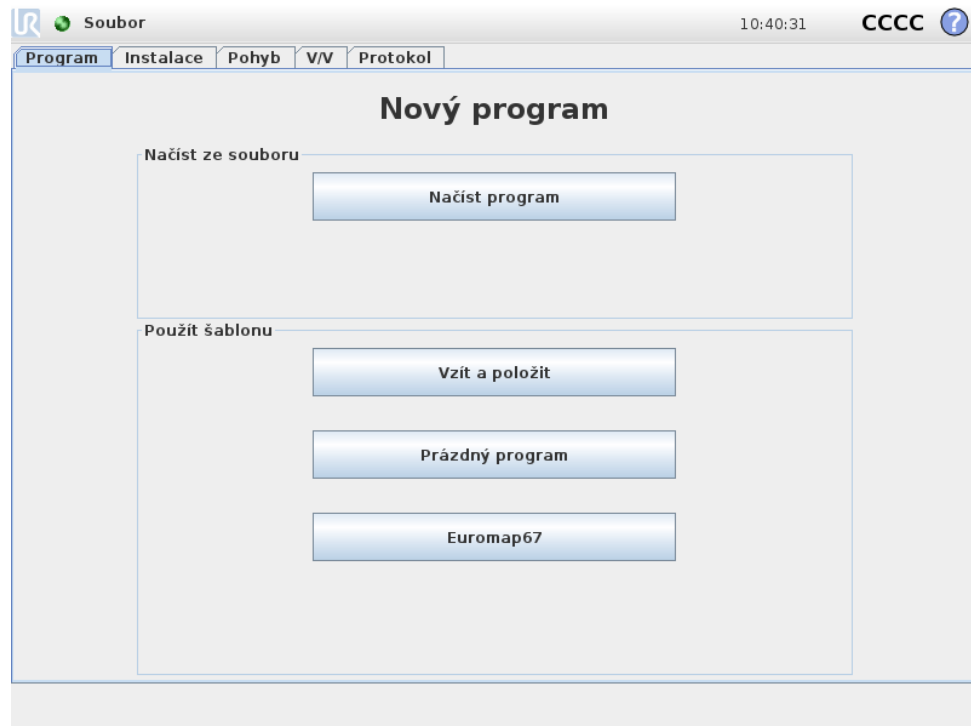 UR Soubor 10:40:31 CCCC ?
Program Instalace Pohyb V/V Protokol
Nový program
Načíst ze souboru
Načíst program
Použít šablonu
Vzít a položit
Prázdný program
Euromap67